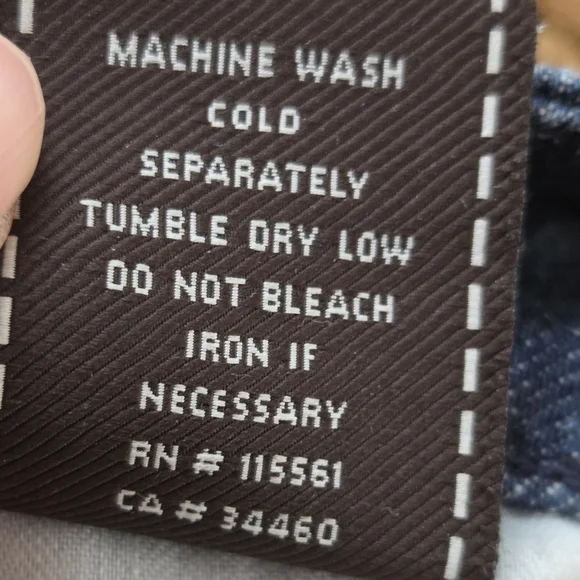 MACHINE WASH
COLD
SEPARATELY
TUMBLE DRY LOW
DO NOT BLEACH
IRON IF
NECESSARY
RN # 115561
CA # 34460